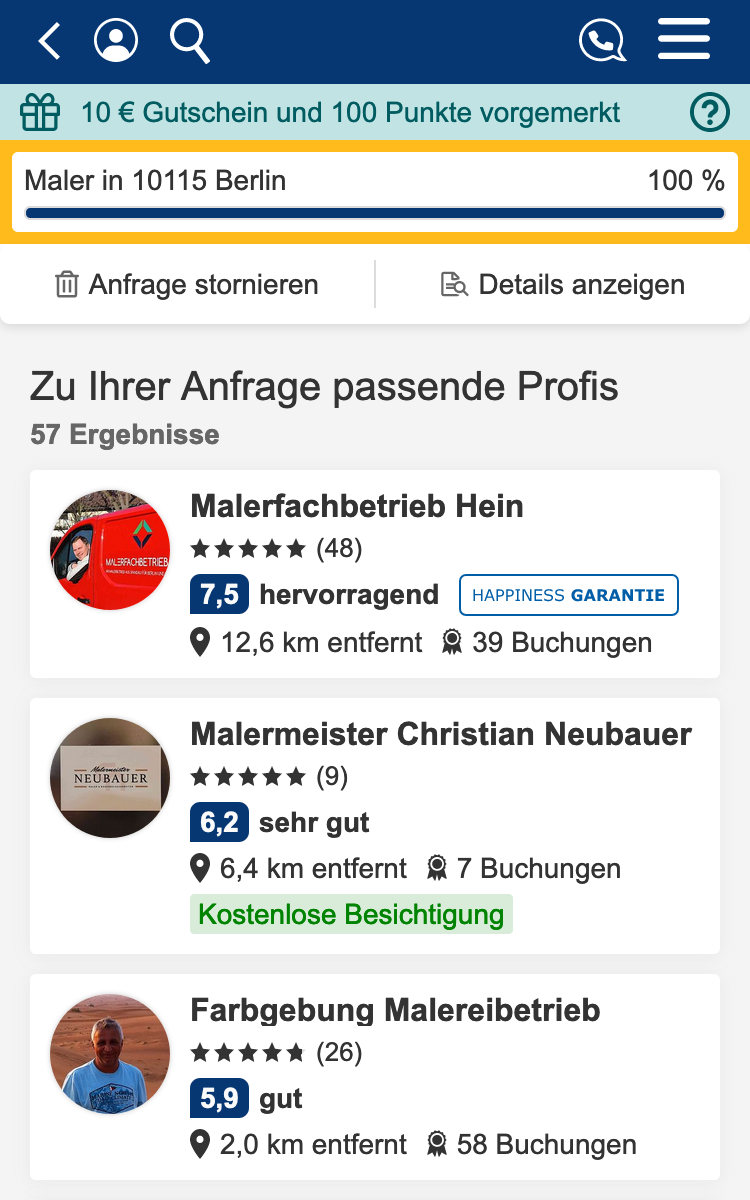 10 € Gutschein und 100 Punkte vorgemerkt
Maler in 10115 Berlin 100 %
Anfrage stornieren Details anzeigen
Zu Ihrer Anfrage passende Profis
57 Ergebnisse
Malerfachbetrieb Hein
(48)
7,5 hervorragend HAPPINESS GARANTIE
12,6 km entfernt 39 Buchungen
MALERFACHBETRIEB
Malermeister Christian Neubauer
(9)
6,2 sehr gut
6,4 km entfernt 7 Buchungen
Kostenlose Besichtigung
Malermeister
NEUBAUER
Farbgebung Malereibetrieb
(26)
5,9 gut
2,0 km entfernt 58 Buchungen